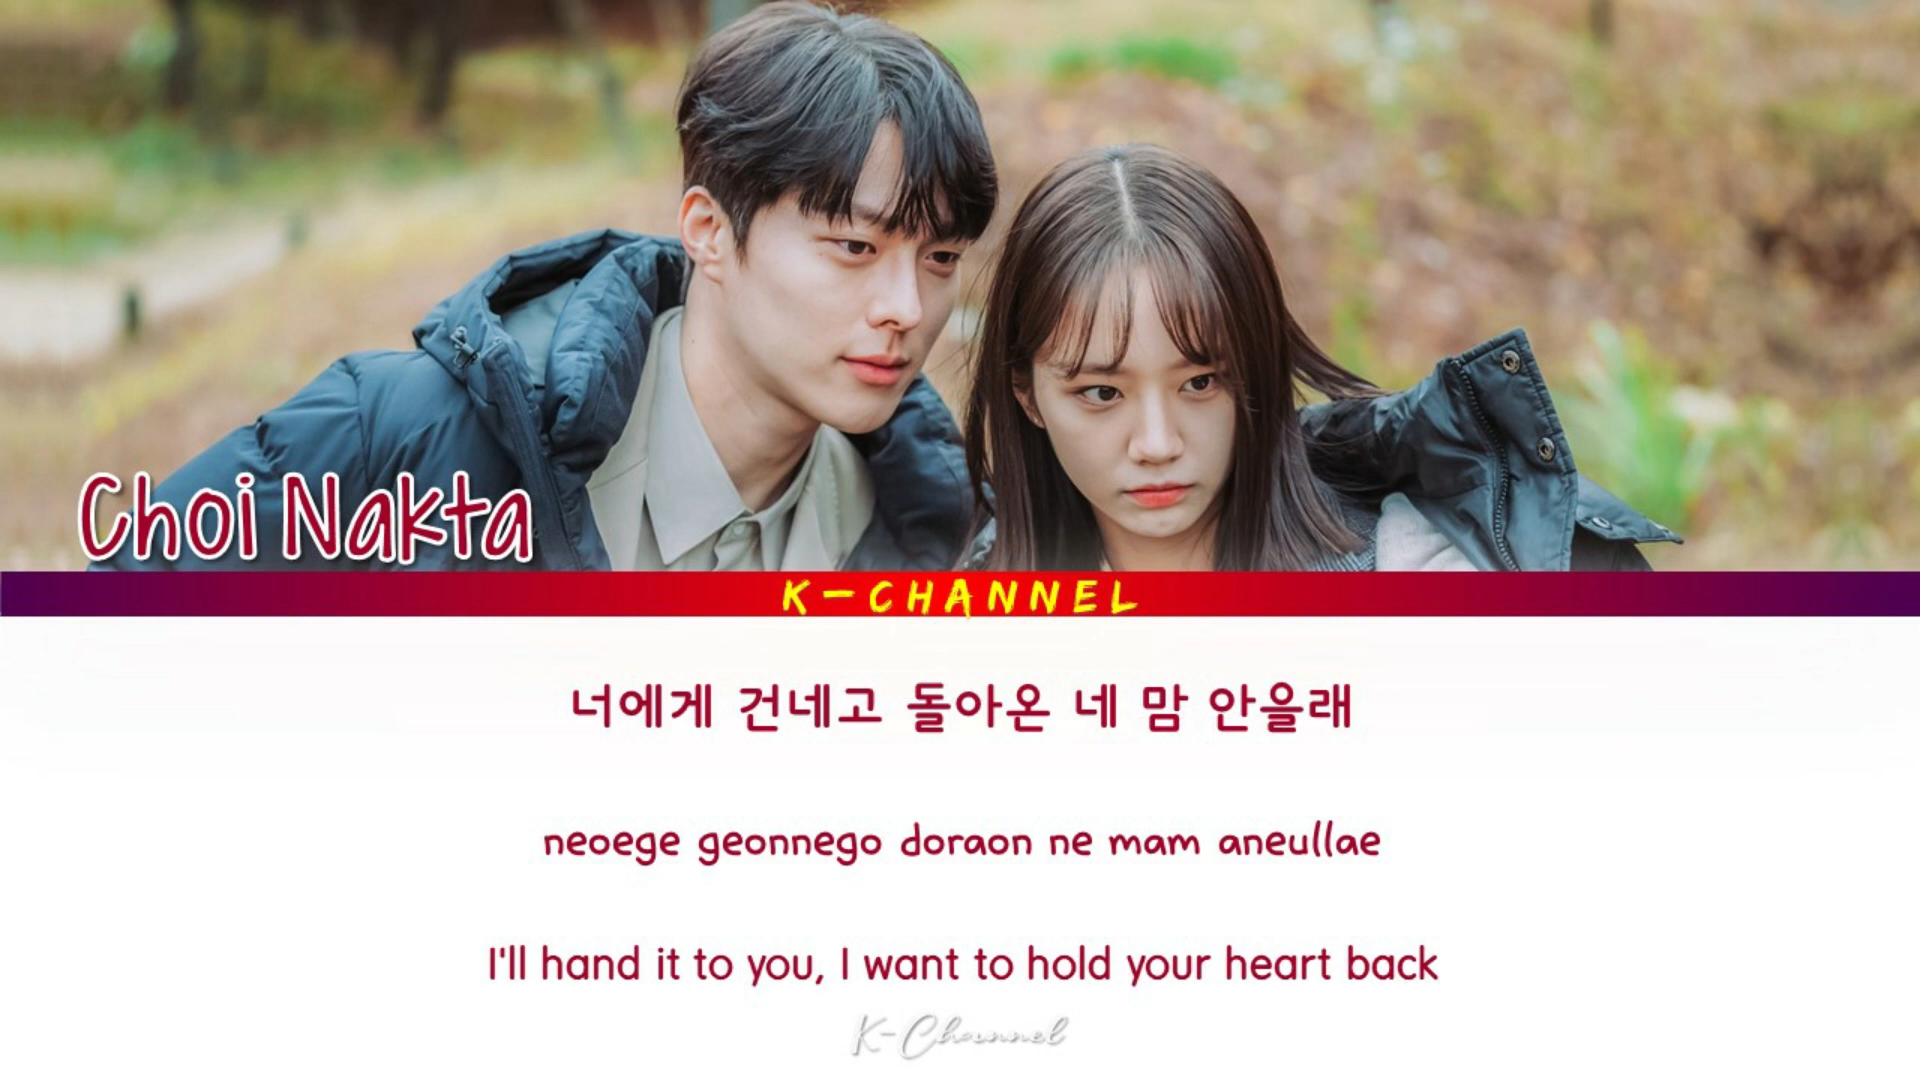 Choi Nakta
K-CHANNEL
너에게 건네고 돌아온 네 맘 안을래
neoege geonnego doraon ne mam aneullae
I'll hand it to you, I want to hold your heart back
K-Channel